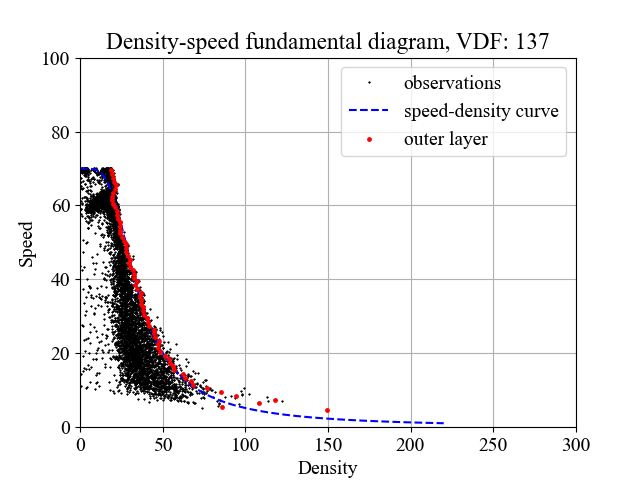 Density-speed fundamental diagram, VDF: 137
observations
speed-density curve
outer layer
Speed
100
80
60
40
20
0
0 50 100 150 200 250 300
Density